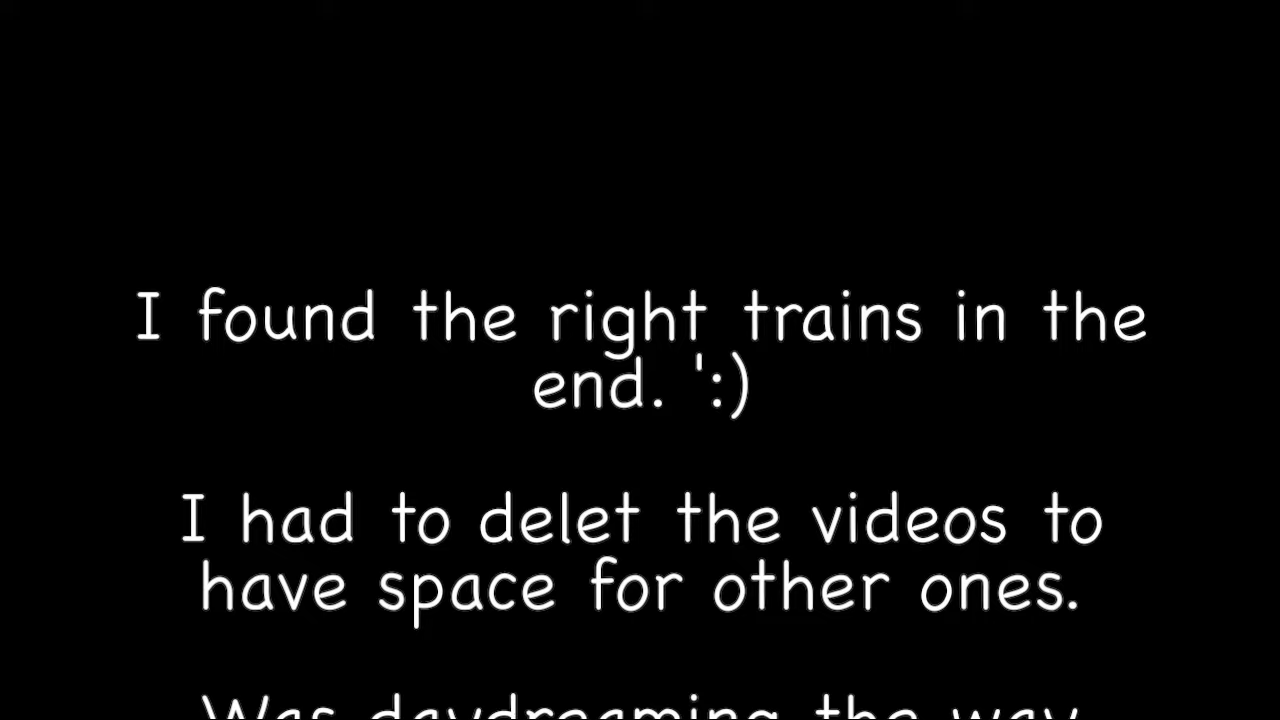 I found the right trains in the
end. ':)
I had to delet the videos to
have space for other ones.
Was daydreaming the way